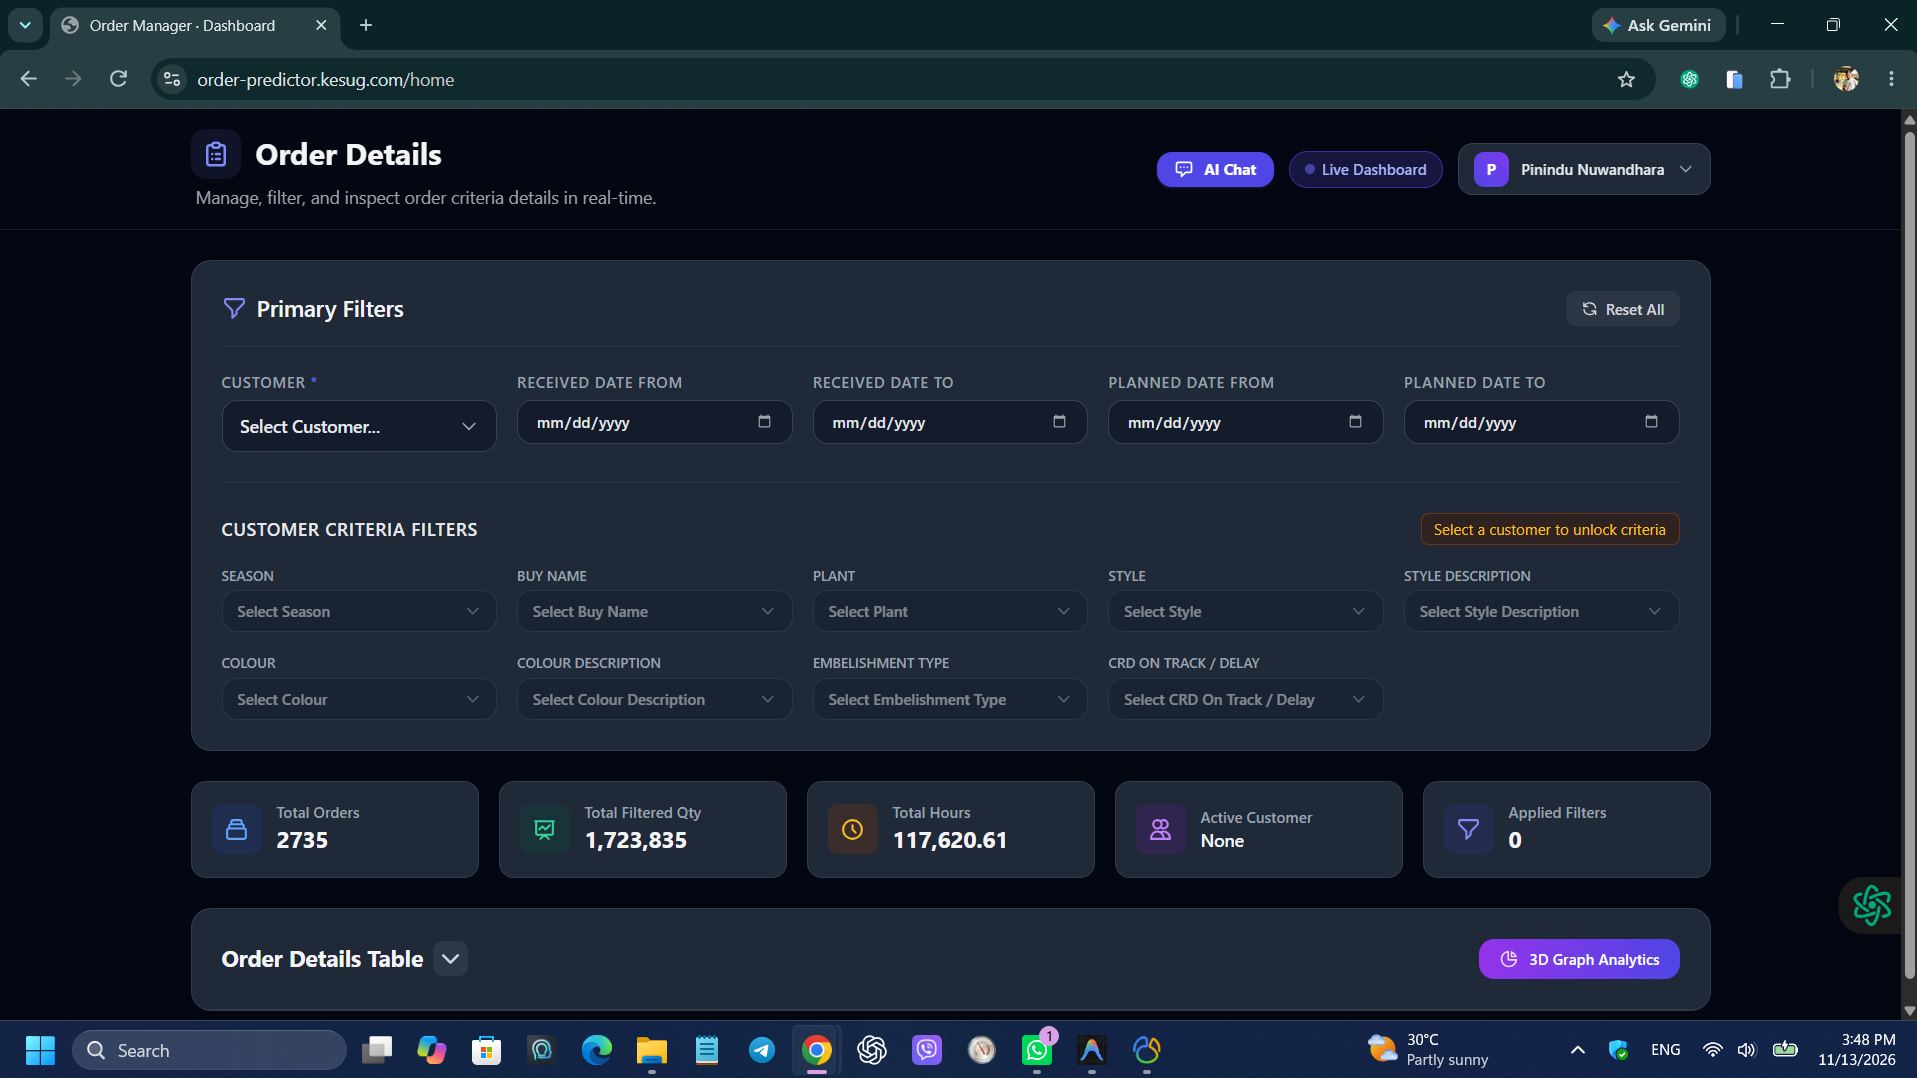 Order Manager · Dashboard
Ask Gemini
order-predictor.kesug.com/home
Order Details
Manage, filter, and inspect order criteria details in real-time.
AI Chat
Live Dashboard
P
Pinindu Nuwandhara
Primary Filters
Reset All
CUSTOMER *
RECEIVED DATE FROM
RECEIVED DATE TO
PLANNED DATE FROM
PLANNED DATE TO
Select Customer...
mm/dd/yyyy
mm/dd/yyyy
mm/dd/yyyy
mm/dd/yyyy
CUSTOMER CRITERIA FILTERS
Select a customer to unlock criteria
SEASON
BUY NAME
PLANT
STYLE
STYLE DESCRIPTION
Select Season
Select Buy Name
Select Plant
Select Style
Select Style Description
COLOUR
COLOUR DESCRIPTION
EMBELISHMENT TYPE
CRD ON TRACK / DELAY
Select Colour
Select Colour Description
Select Embelishment Type
Select CRD On Track / Delay
Total Orders
2735
Total Filtered Qty
1,723,835
Total Hours
117,620.61
Active Customer
None
Applied Filters
0
Order Details Table
3D Graph Analytics
Search
1
30°C
Partly sunny
ENG
3:48 PM
11/13/2026